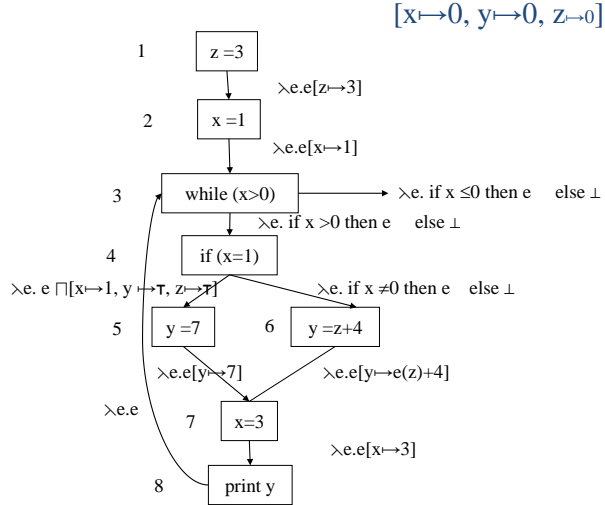 [x↦0, y↦0, z↦0]
1
z =3
λe.e[z↦3]
2
x =1
λe.e[x↦1]
3
while (x>0)
λe. if x ≤0 then e else ⊥
λe. if x >0 then e else ⊥
4
if (x=1)
λe. e ⊓[x↦1, y ↦⊤, z↦⊤]
λe. if x ≠0 then e else ⊥
5
y =7
6
y =z+4
λe.e[y↦7]
λe.e[y↦e(z)+4]
λe.e
7
x=3
λe.e[x↦3]
8
print y